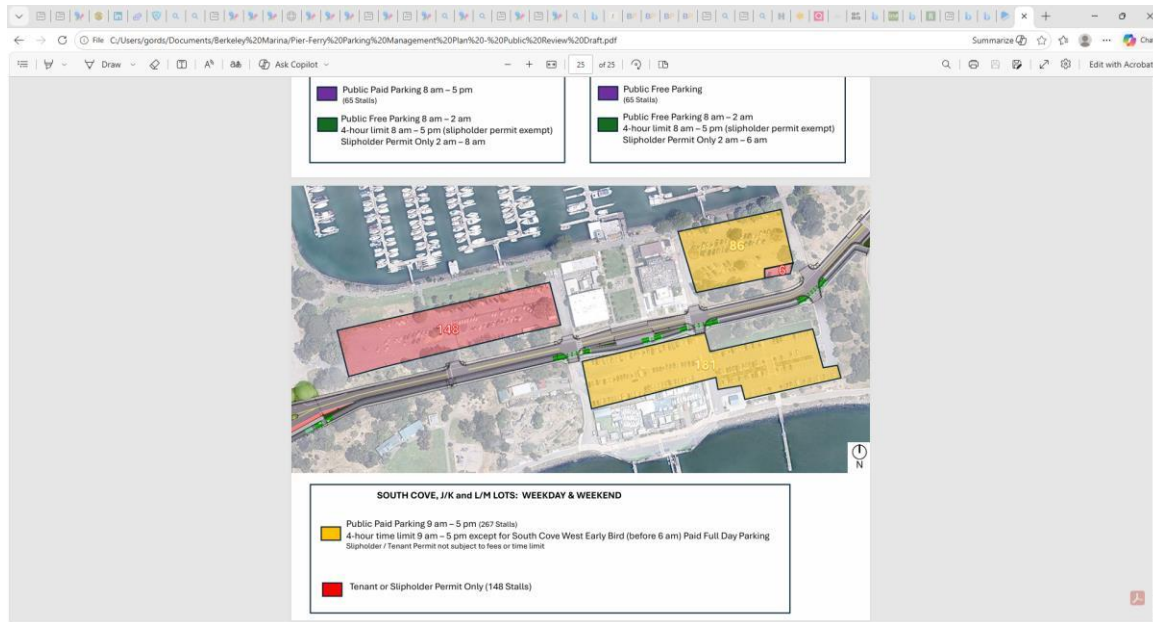 File C:/Users/gords/Documents/Berkeley%20Marina/Pier-Ferry%20Parking%20Management%20Plan%20-%20Public%20Review%20Draft.pdf
Summarize
Chat
Draw
Ask Copilot
25 of 25
Edit with Acrobat
Public Paid Parking 8 am – 5 pm
(65 Stalls)
Public Free Parking 8 am – 2 am
4-hour limit 8 am – 5 pm (slipholder permit exempt)
Slipholder Permit Only 2 am – 8 am
Public Free Parking
(65 Stalls)
Public Free Parking 8 am – 2 am
4-hour limit 8 am – 5 pm (slipholder permit exempt)
Slipholder Permit Only 2 am – 6 am
86
6
148
181
N
SOUTH COVE, J/K and L/M LOTS: WEEKDAY & WEEKEND
Public Paid Parking 9 am – 5 pm (267 Stalls)
4-hour time limit 9 am – 5 pm except for South Cove West Early Bird (before 6 am) Paid Full Day Parking
Slipholder / Tenant Permit not subject to fees or time limit
Tenant or Slipholder Permit Only (148 Stalls)